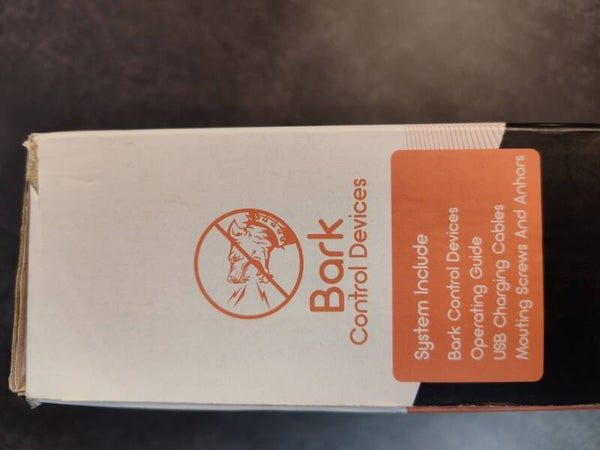 Bark
Control Devices
System Include
Bark Control Devices
Operating Guide
USB Charging Cables
Mouting Screws And Anhors